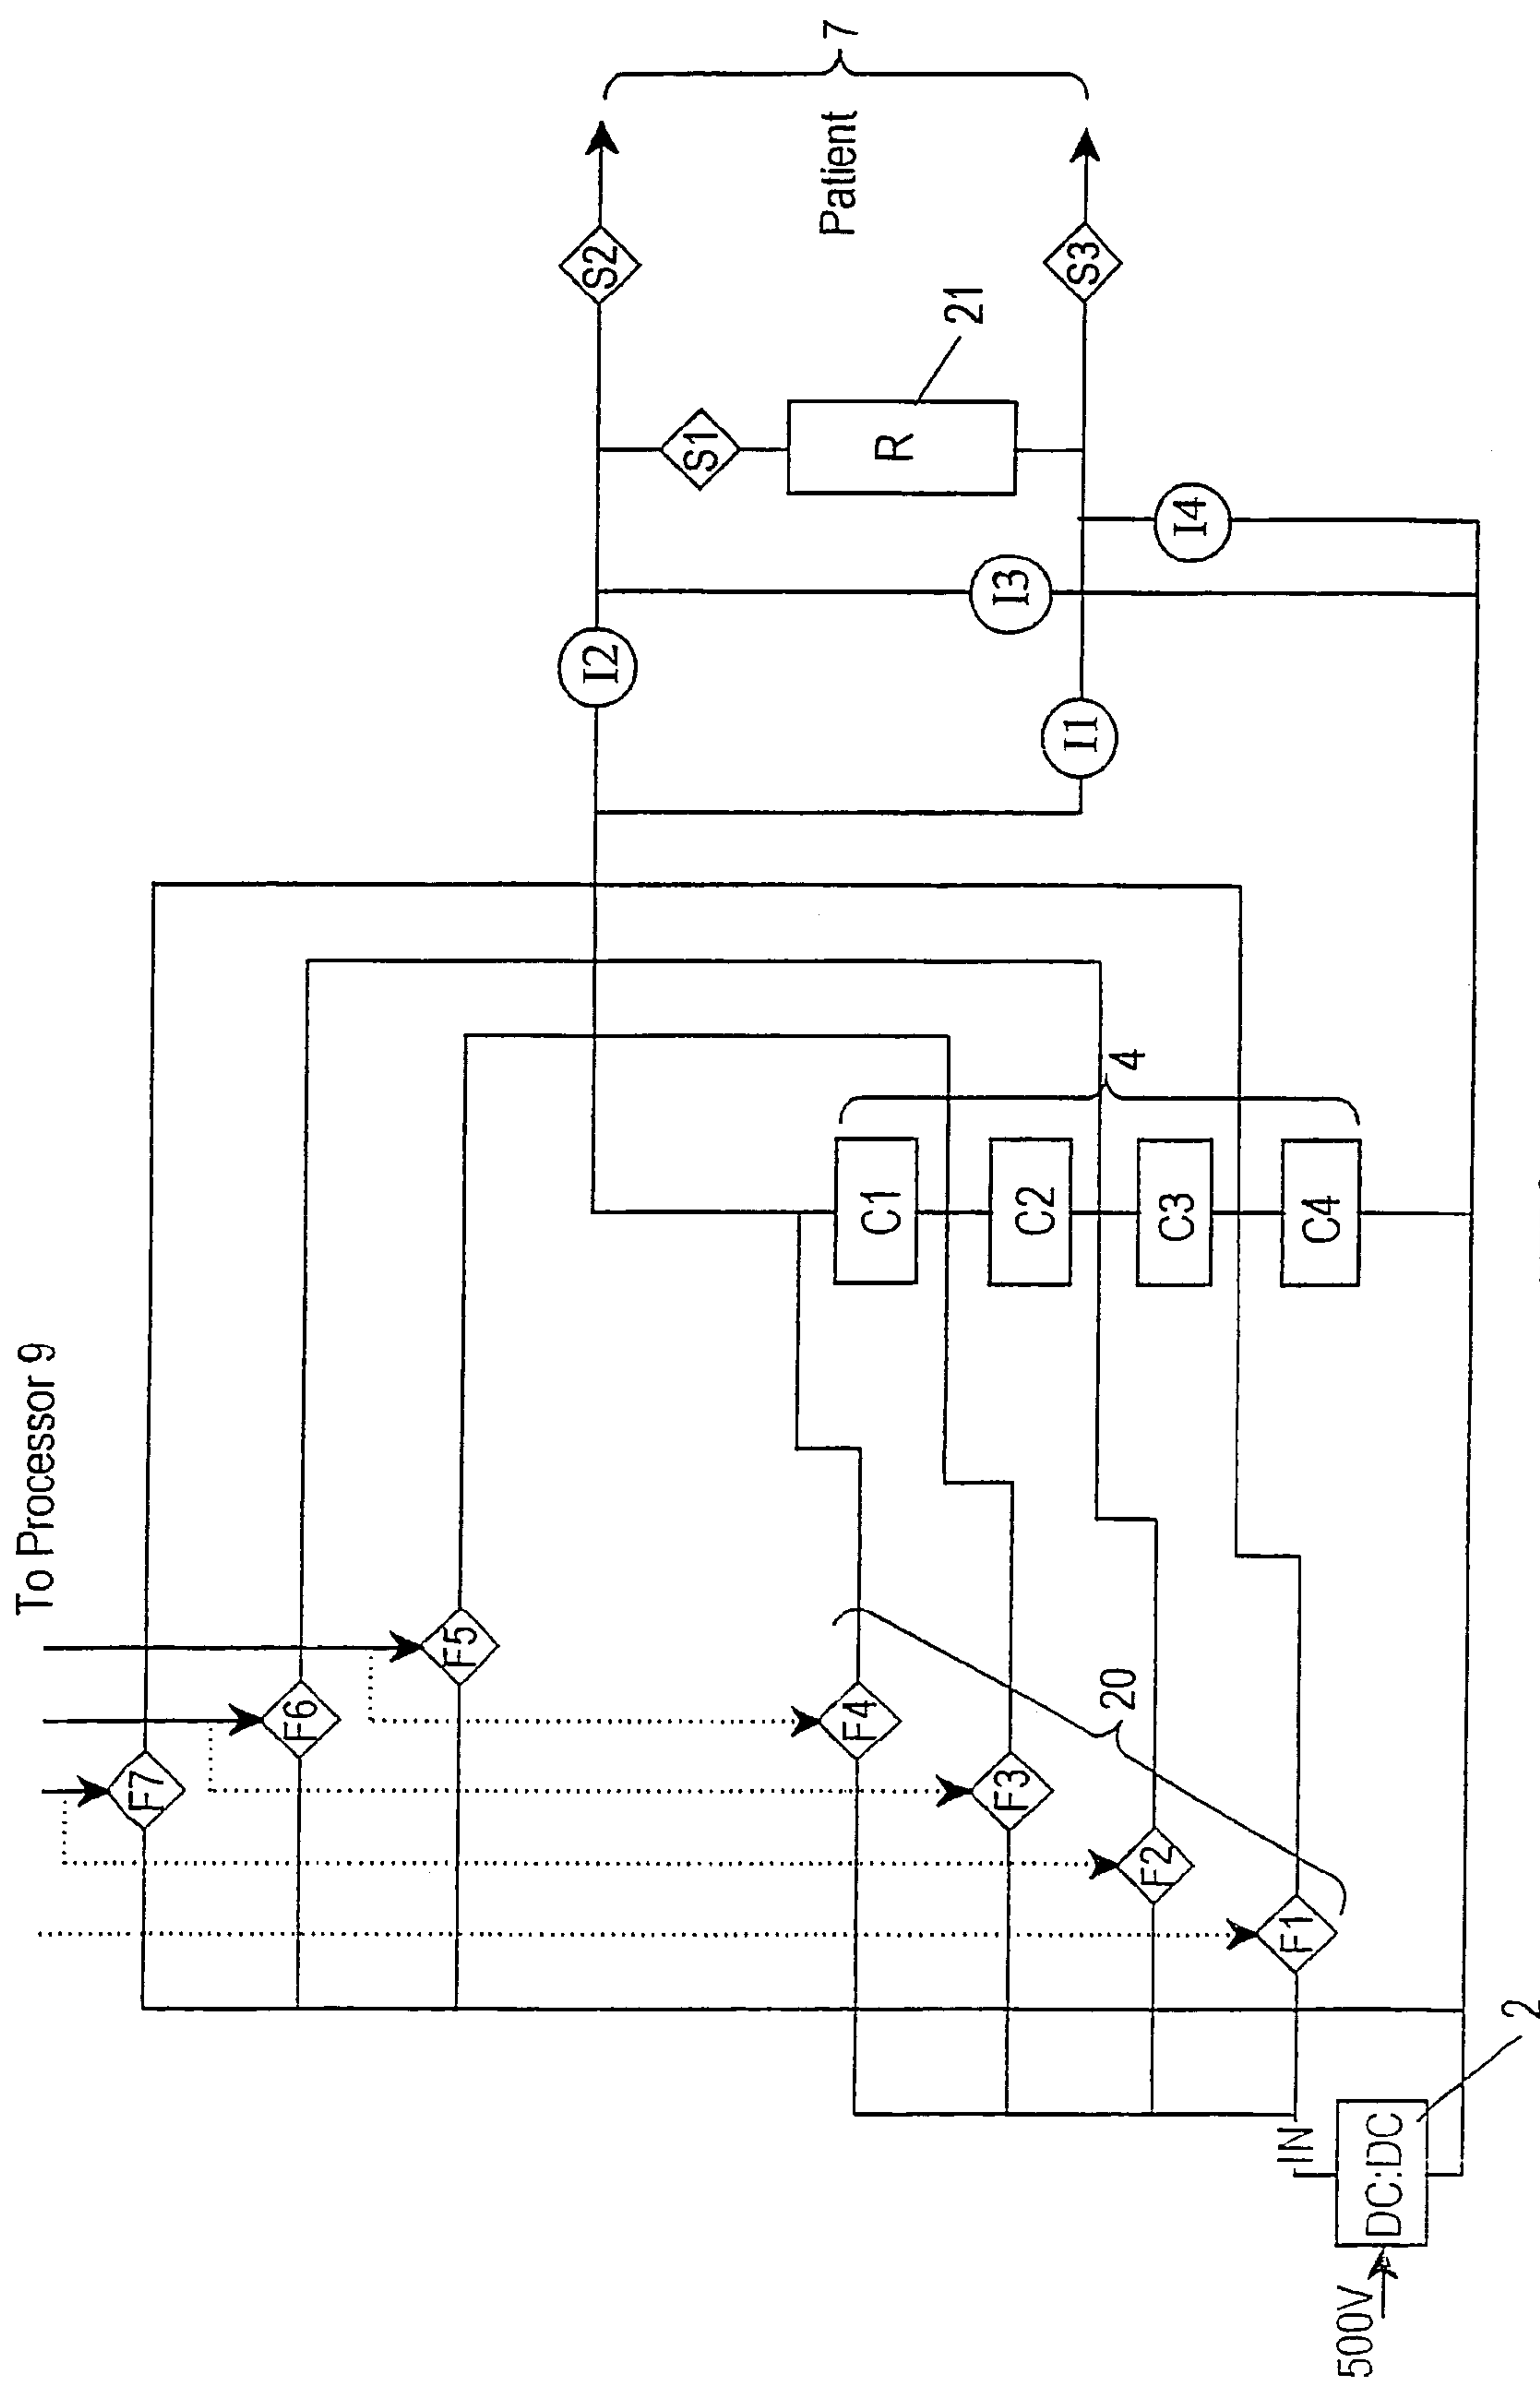 To Processor 9
F7
F6
F5
F4
F3
F2
F1
20
IN
DC:DC
500V
2
C1
C2
C3
C4
4
I2
I1
I3
I4
S1
R
21
S2
S3
Patient
7